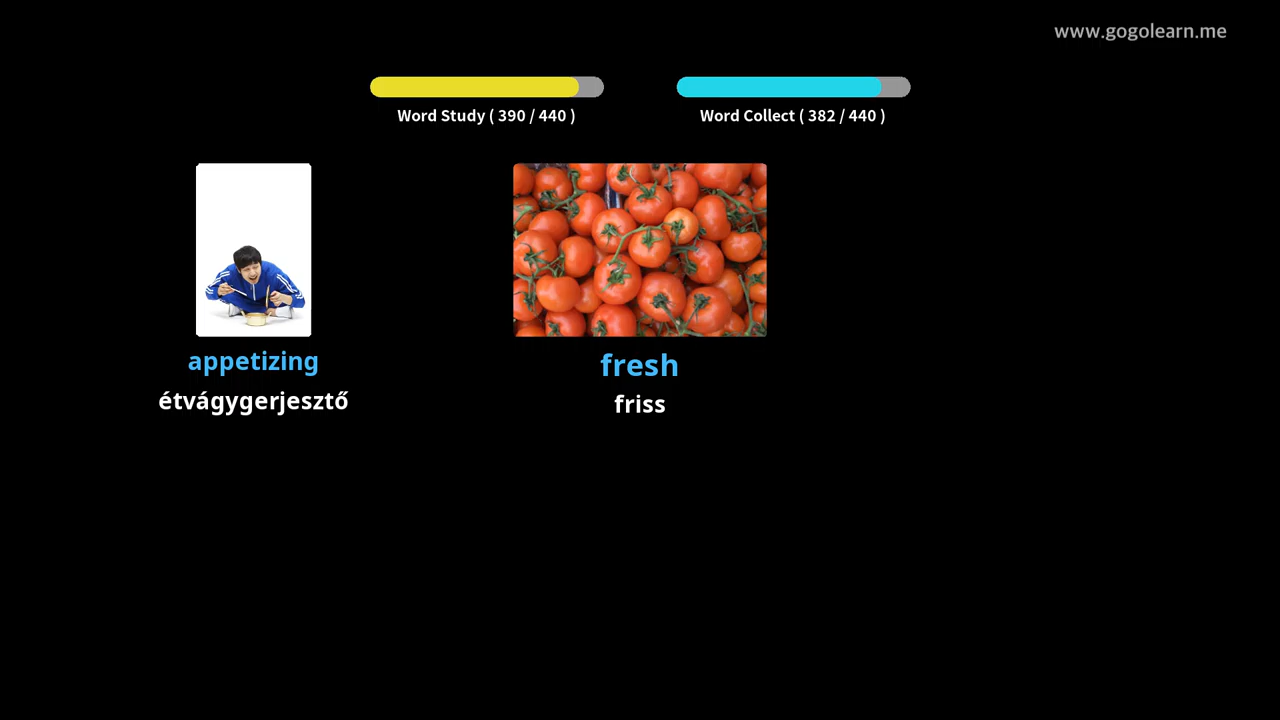 www.gogolearn.me
Word Study ( 390 / 440 )
Word Collect ( 382 / 440 )
appetizing
étvágygerjesztő
fresh
friss